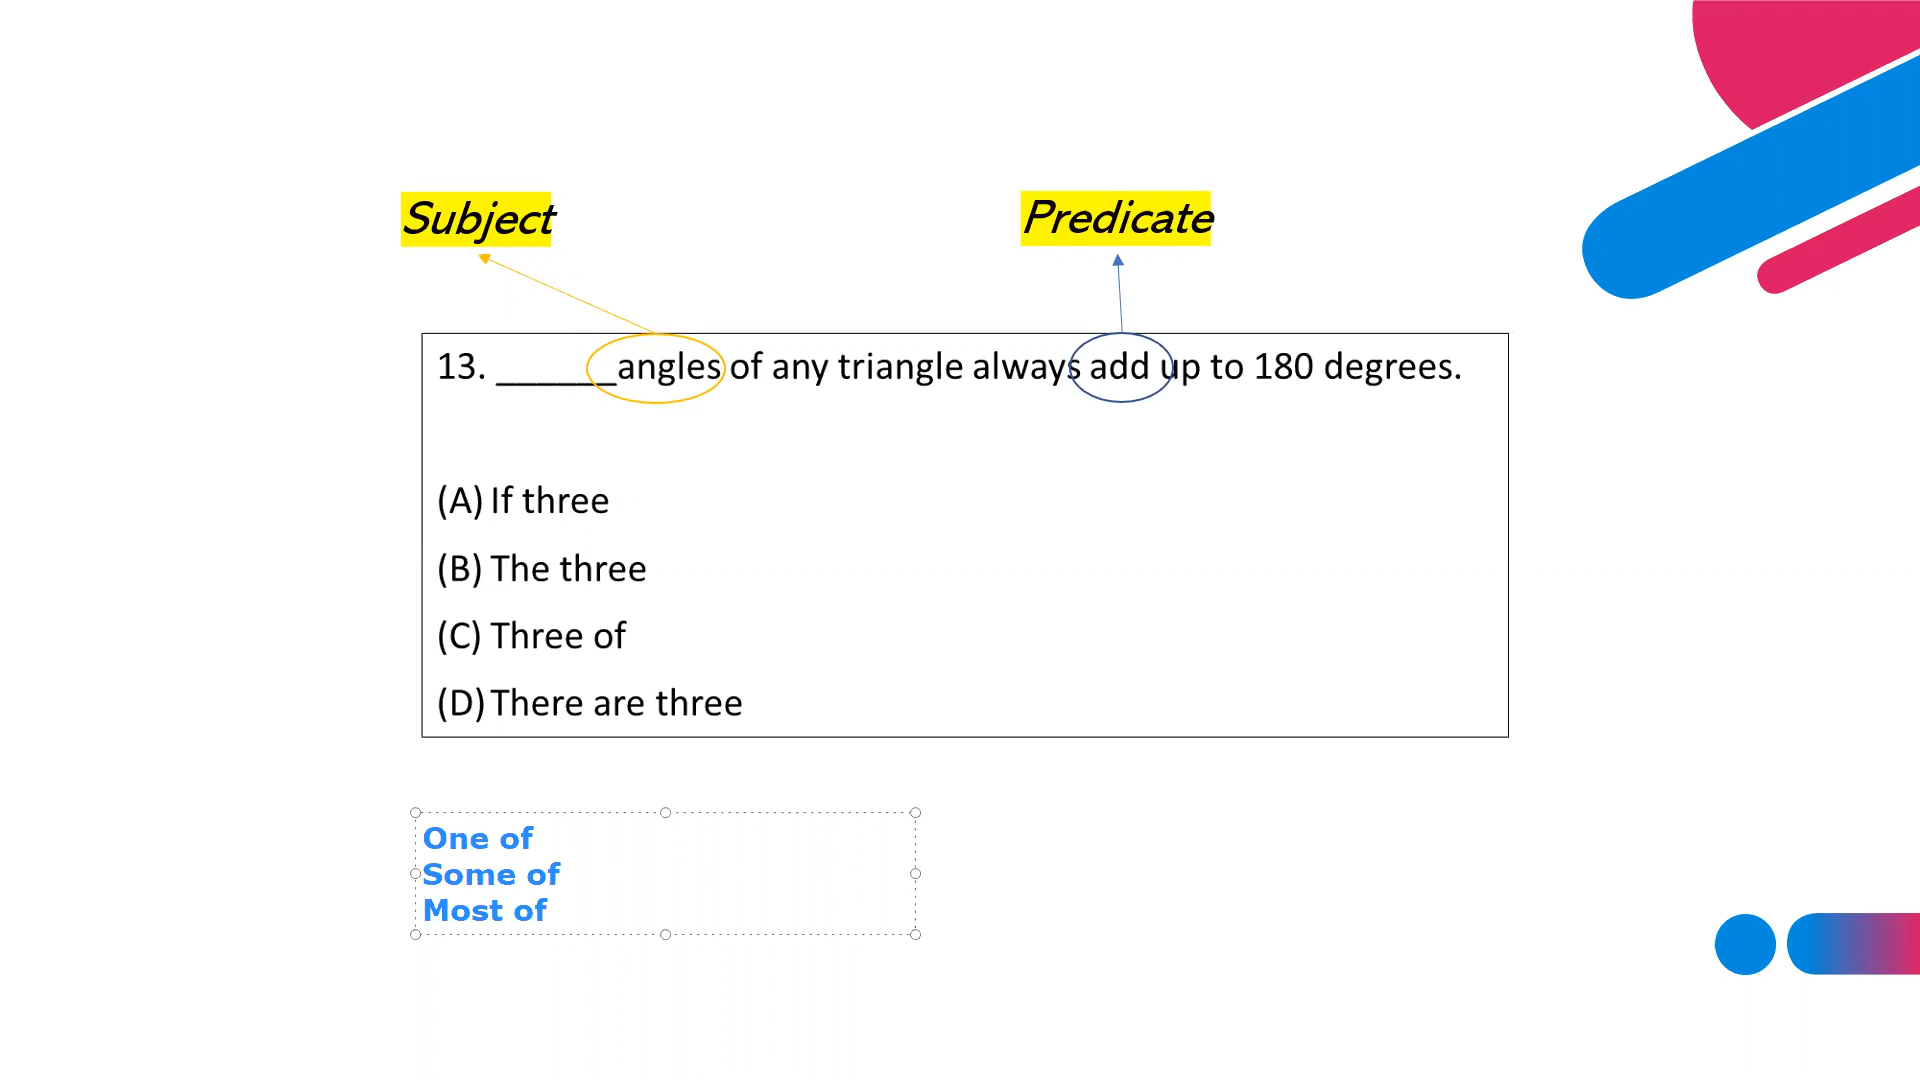 Subject
Predicate
13. ______angles of any triangle always add up to 180 degrees.
(A) If three
(B) The three
(C) Three of
(D) There are three
One of
Some of
Most of